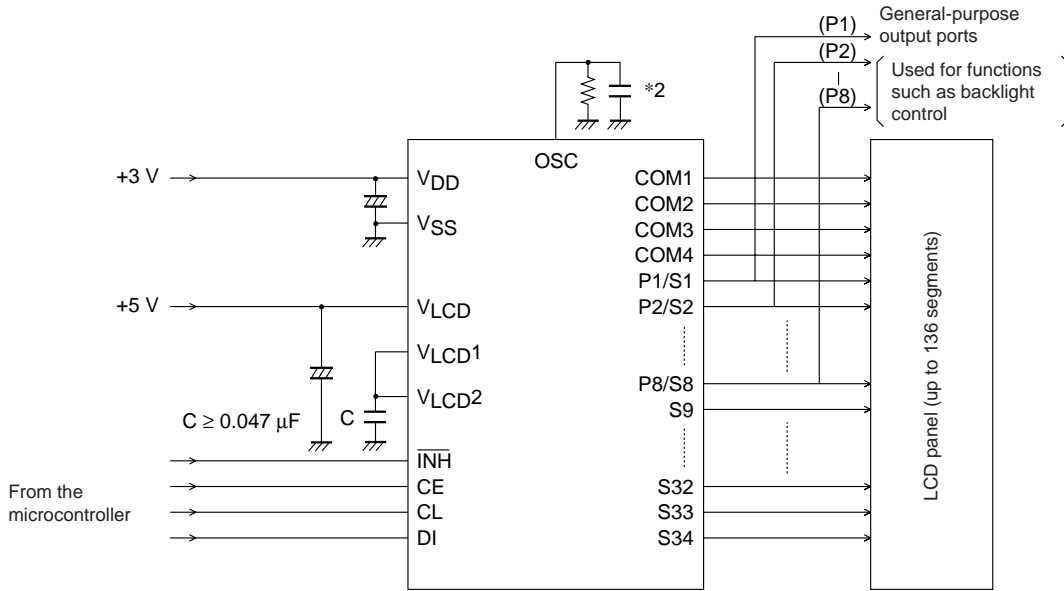 General-purpose
output ports
(P1)
(P2)
(P8)
Used for functions
such as backlight
control
*2
OSC
+3 V
VDD
VSS
+5 V
VLCD
VLCD1
VLCD2
C ≥ 0.047 μF
C
From the
microcontroller
INH
CE
CL
DI
COM1
COM2
COM3
COM4
P1/S1
P2/S2
P8/S8
S9
S32
S33
S34
LCD panel (up to 136 segments)